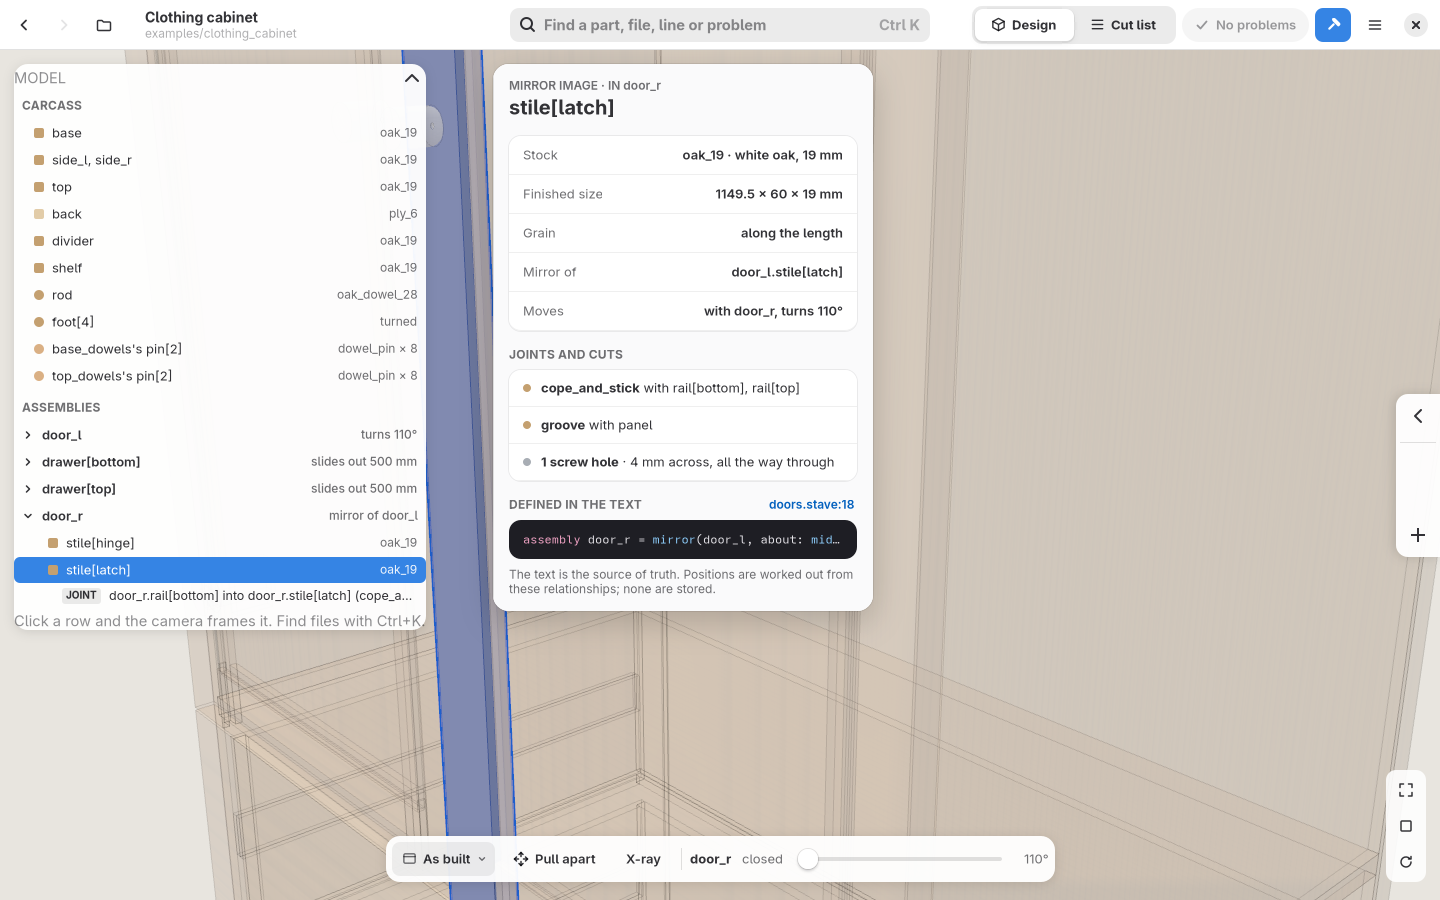 Clothing cabinet
examples/clothing_cabinet
Find a part, file, line or problem Ctrl K
Design
Cut list
No problems
MODEL
CARCASS
base oak_19
side_l, side_r oak_19
top oak_19
back ply_6
divider oak_19
shelf oak_19
rod oak_dowel_28
foot[4] turned
base_dowels's pin[2] dowel_pin × 8
top_dowels's pin[2] dowel_pin × 8
ASSEMBLIES
door_l turns 110°
drawer[bottom] slides out 500 mm
drawer[top] slides out 500 mm
door_r mirror of door_l
stile[hinge] oak_19
stile[latch] oak_19
JOINT door_r.rail[bottom] into door_r.stile[latch] (cope_a...
Click a row and the camera frames it. Find files with Ctrl+K.
MIRROR IMAGE · IN door_r
stile[latch]
Stock oak_19 · white oak, 19 mm
Finished size 1149.5 × 60 × 19 mm
Grain along the length
Mirror of door_l.stile[latch]
Moves with door_r, turns 110°
JOINTS AND CUTS
cope_and_stick with rail[bottom], rail[top]
groove with panel
1 screw hole · 4 mm across, all the way through
DEFINED IN THE TEXT doors.stave:18
assembly door_r = mirror(door_l, about: mid…
The text is the source of truth. Positions are worked out from
these relationships; none are stored.
As built
Pull apart
X-ray
door_r closed 110°